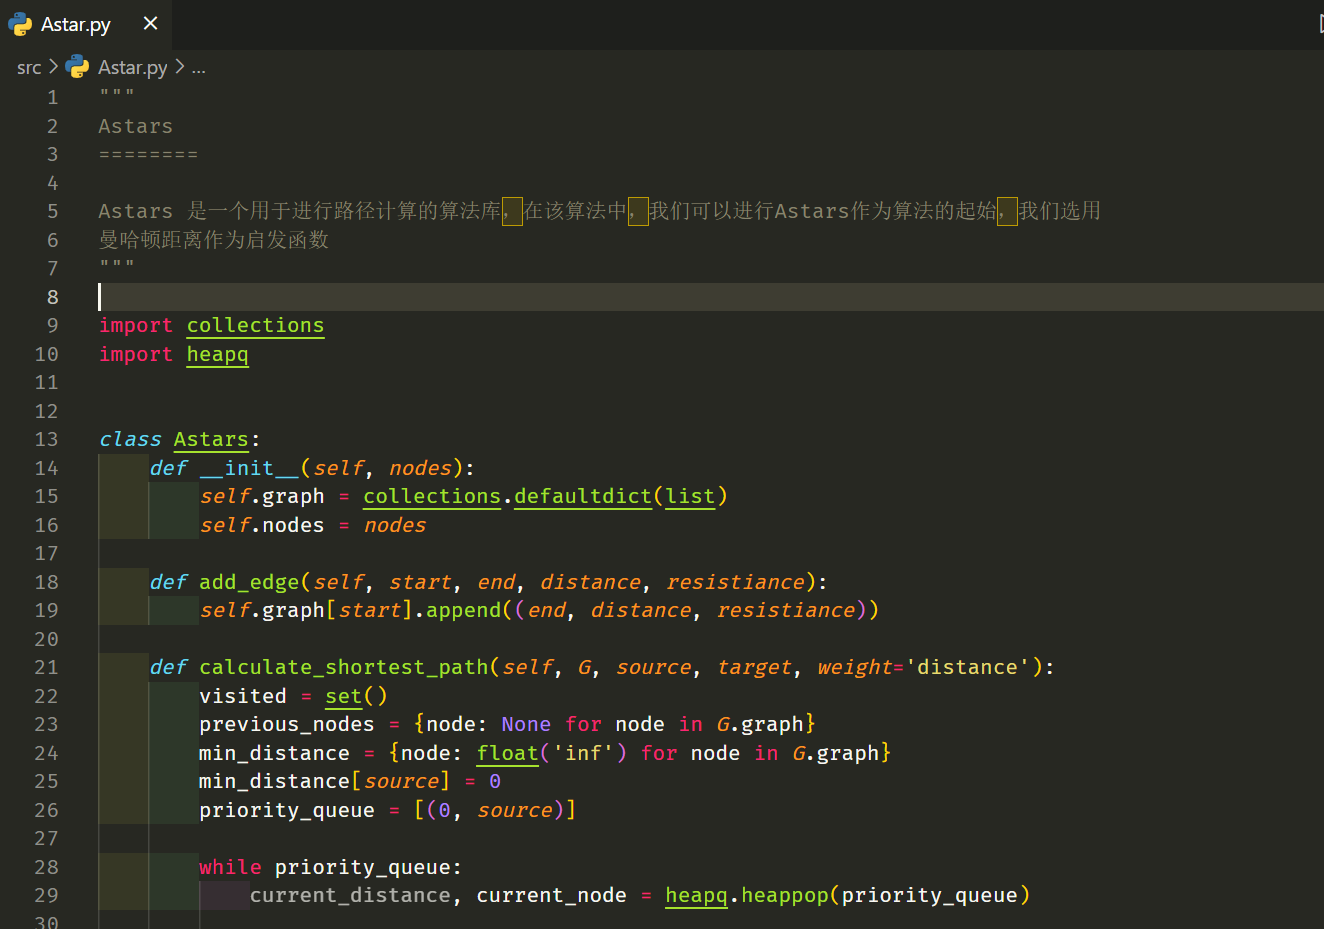 Astar.py ×
src > Astar.py > ...
1 """
2 Astars
3 ========
4
5 Astars 是一个用于进行路径计算的算法库，在该算法中，我们可以进行Astars作为算法的起始，我们选用
6 曼哈顿距离作为启发函数
7 """
8
9 import collections
10 import heapq
11
12
13 class Astars:
14 def __init__(self, nodes):
15 self.graph = collections.defaultdict(list)
16 self.nodes = nodes
17
18 def add_edge(self, start, end, distance, resistiance):
19 self.graph[start].append((end, distance, resistiance))
20
21 def calculate_shortest_path(self, G, source, target, weight='distance'):
22 visited = set()
23 previous_nodes = {node: None for node in G.graph}
24 min_distance = {node: float('inf') for node in G.graph}
25 min_distance[source] = 0
26 priority_queue = [(0, source)]
27
28 while priority_queue:
29 current_distance, current_node = heapq.heappop(priority_queue)
30